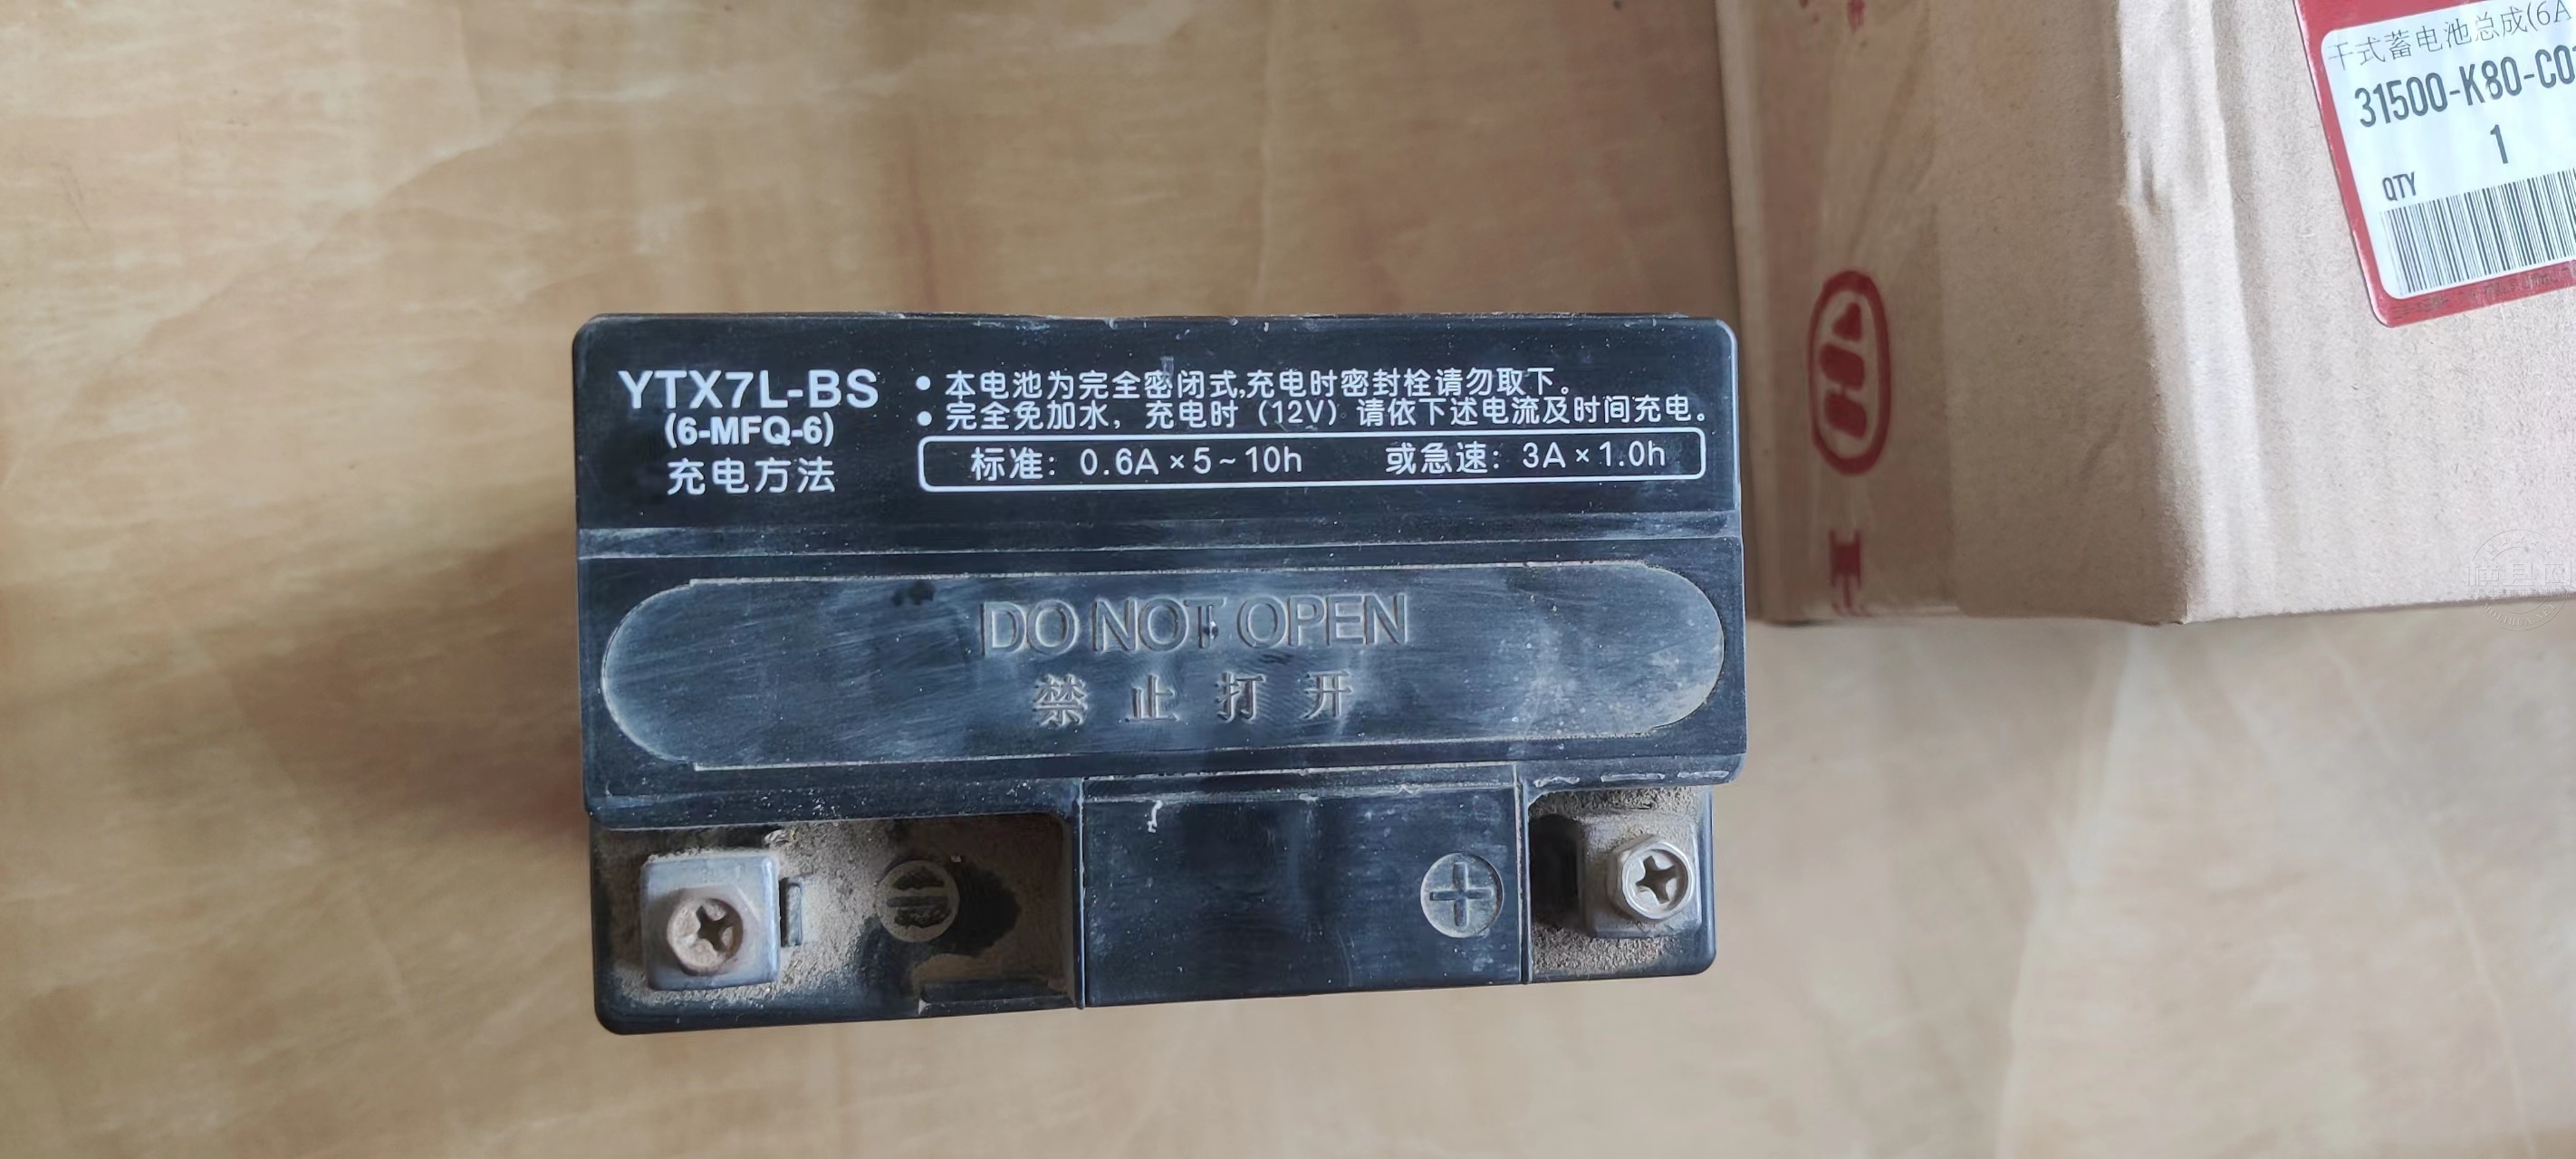 干式蓄电池总成(6A
31500-K80-C0
1
QTY
YTX7L-BS
(6-MFQ-6)
充电方法
• 本电池为完全密闭式,充电时密封栓请勿取下。
• 完全免加水，充电时（12V）请依下述电流及时间充电。
标准：0.6A×5~10h 或急速：3A×1.0h
DO NOT OPEN
禁止打开